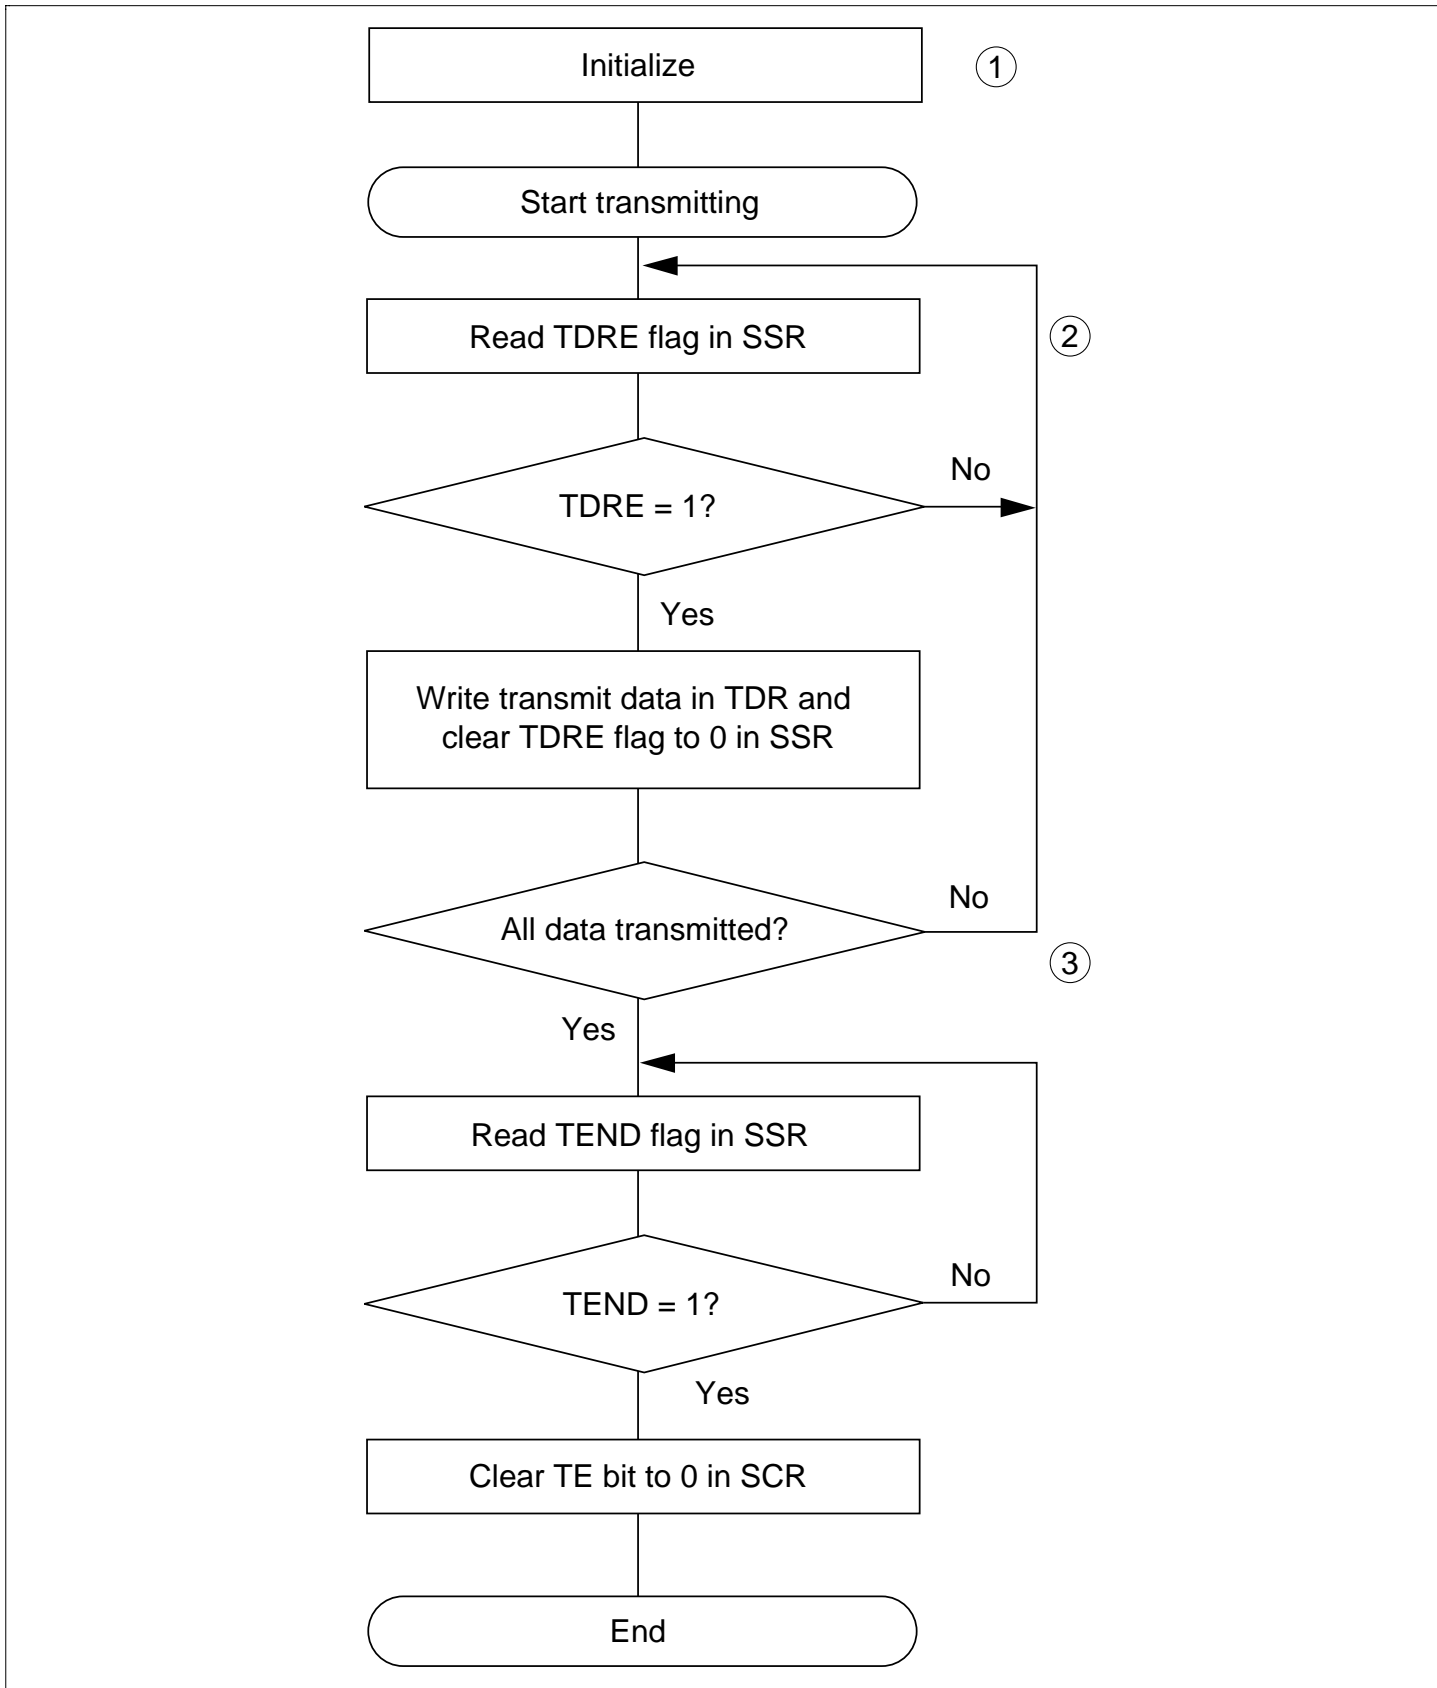 Initialize
1
Start transmitting
Read TDRE flag in SSR
2
TDRE = 1?
No
Yes
Write transmit data in TDR and
clear TDRE flag to 0 in SSR
All data transmitted?
No
3
Yes
Read TEND flag in SSR
TEND = 1?
No
Yes
Clear TE bit to 0 in SCR
End